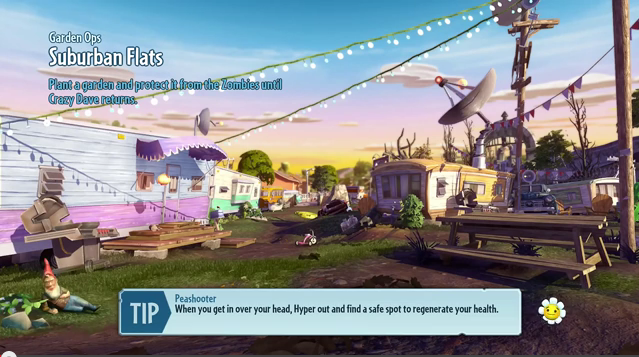 Garden Ops
Suburban Flats
Plant a garden and protect it from the Zombies until
Crazy Dave returns.
TIP
Peashooter
When you get in over your head, Hyper out and find a safe spot to regenerate your health.